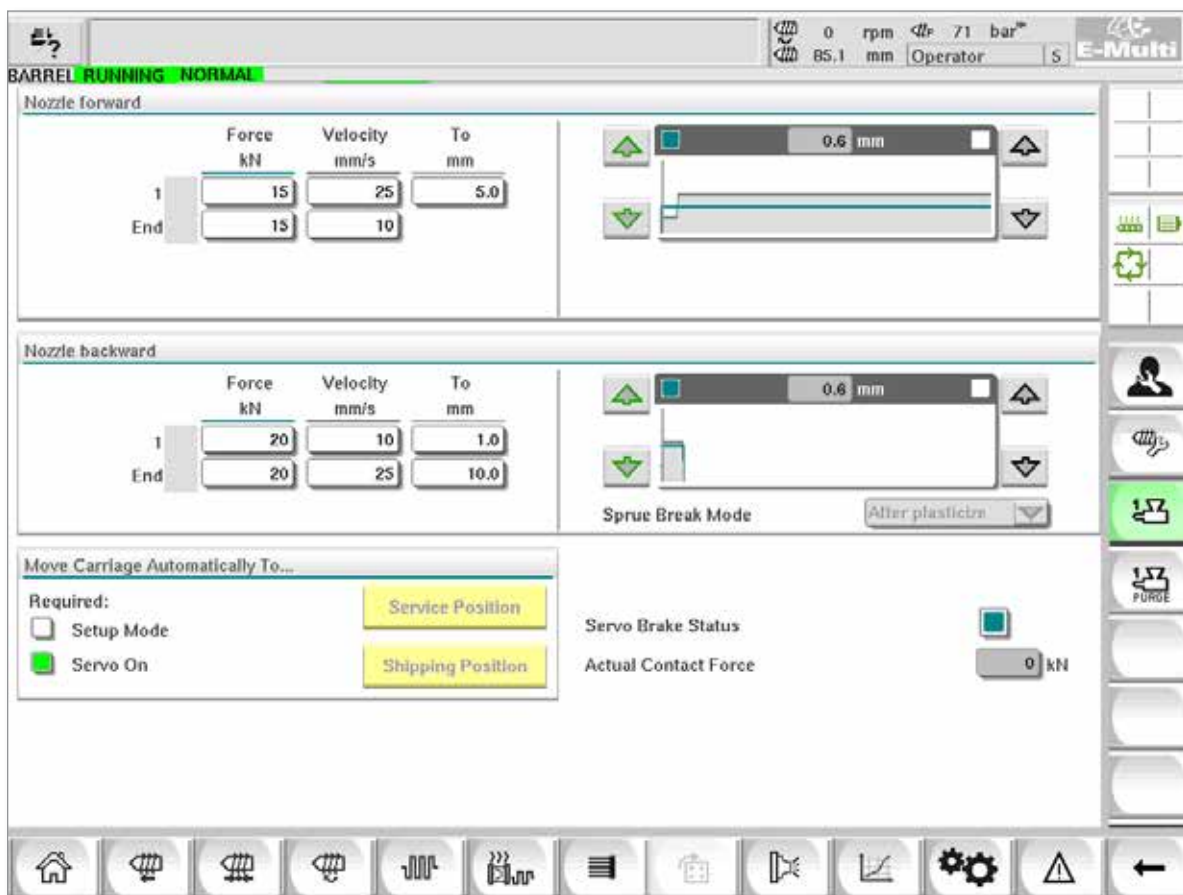 ?
0 rpm 71 bar
85.1 mm Operator S
E-Multi
BARREL RUNNING NORMAL
Nozzle forward
Force Velocity To
kN mm/s mm
1 15 25 5.0
End 15 10
0.6 mm
Nozzle backward
Force Velocity To
kN mm/s mm
1 20 10 1.0
End 20 25 10.0
0.6 mm
Sprue Break Mode After plasticize
Move Carriage Automatically To...
Required:
Setup Mode
Servo On
Service Position
Shipping Position
Servo Brake Status
Actual Contact Force 0 kN
PURGE